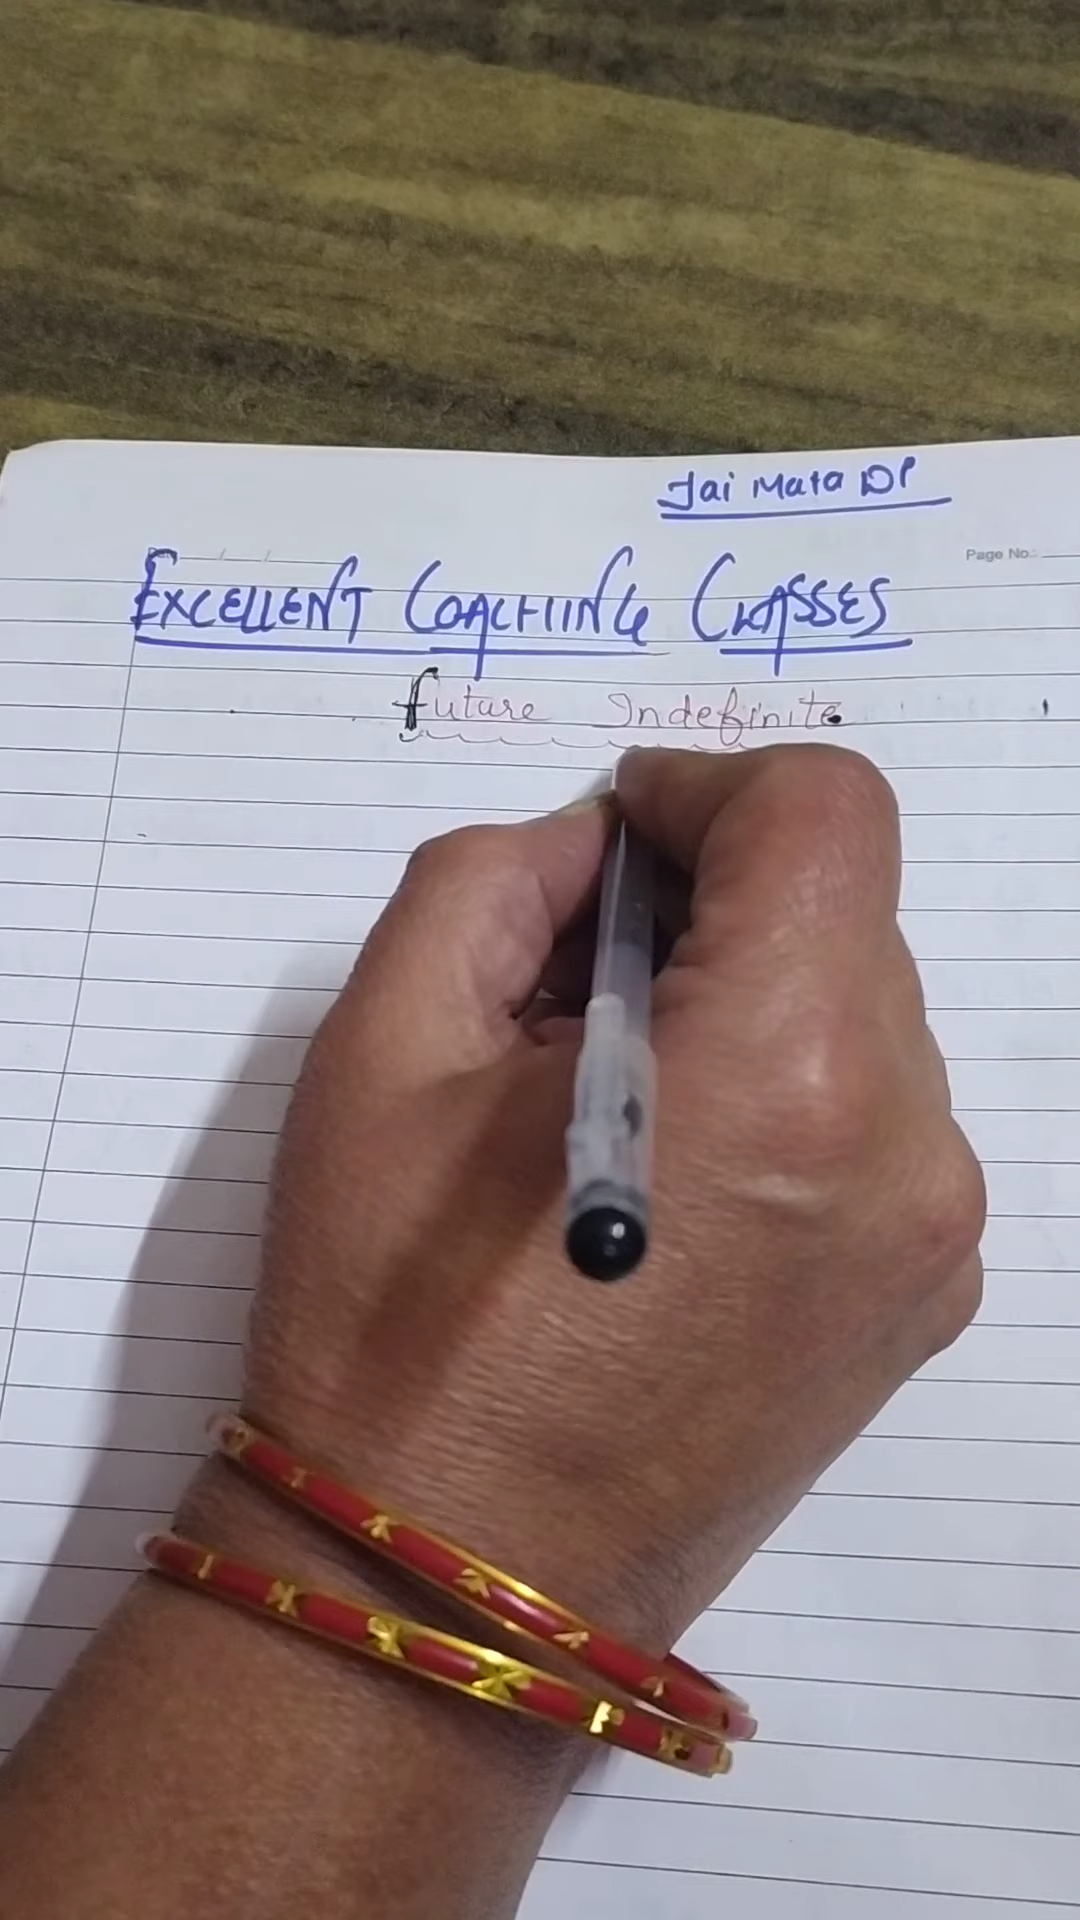 Jai Mata DI
Page No.:
EXCELLENT COACHING CLASSES
future Indefinite